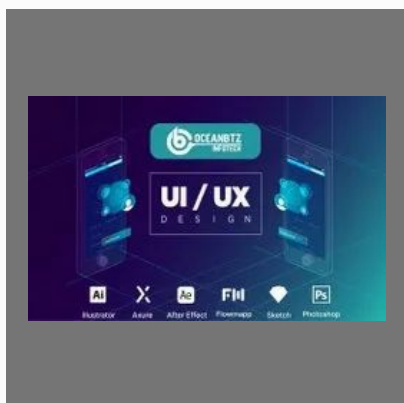 OCEANBTZ
INFOTECH
UI / UX
DESIGN
Ai
Ae
Ps
Illustrator
Axure
After Effect
Flowmapp
Sketch
Photoshop